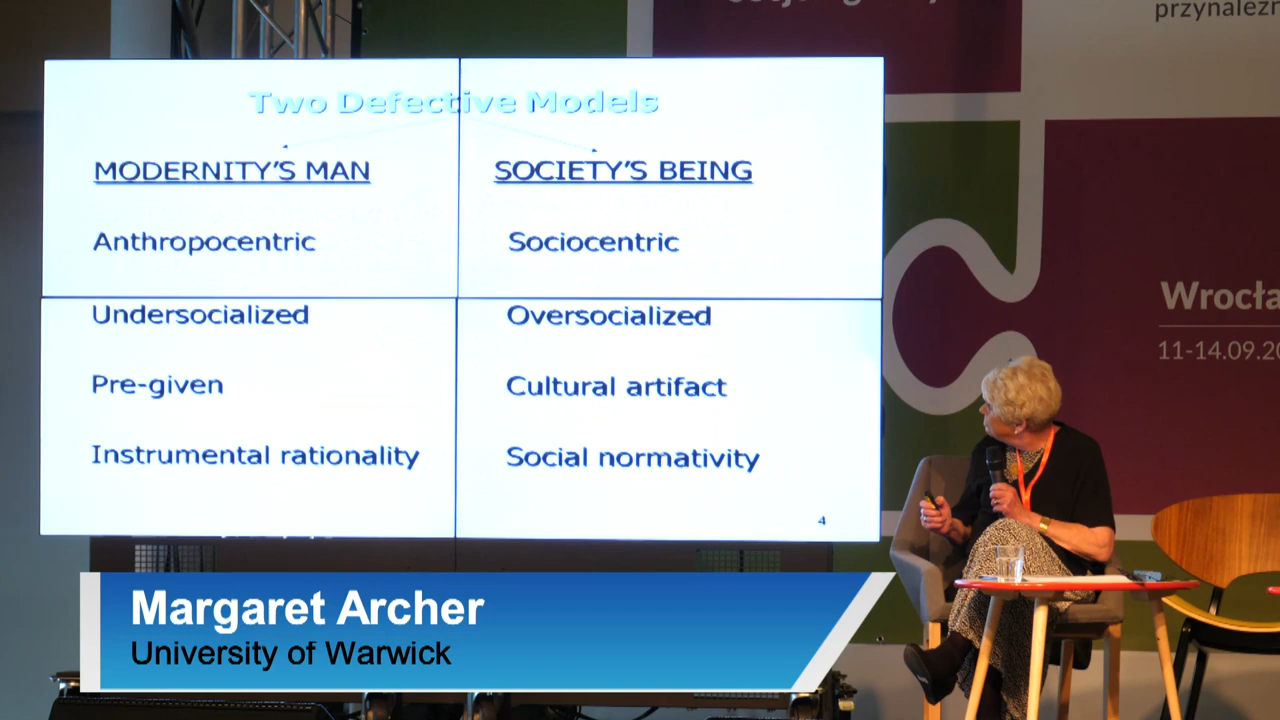 przynależn
Two Defective Models
MODERNITY'S MAN
SOCIETY'S BEING
Anthropocentric
Sociocentric
Undersocialized
Oversocialized
Pre-given
Cultural artifact
Instrumental rationality
Social normativity
4
Wrocła
11-14.09.20
Margaret Archer
University of Warwick